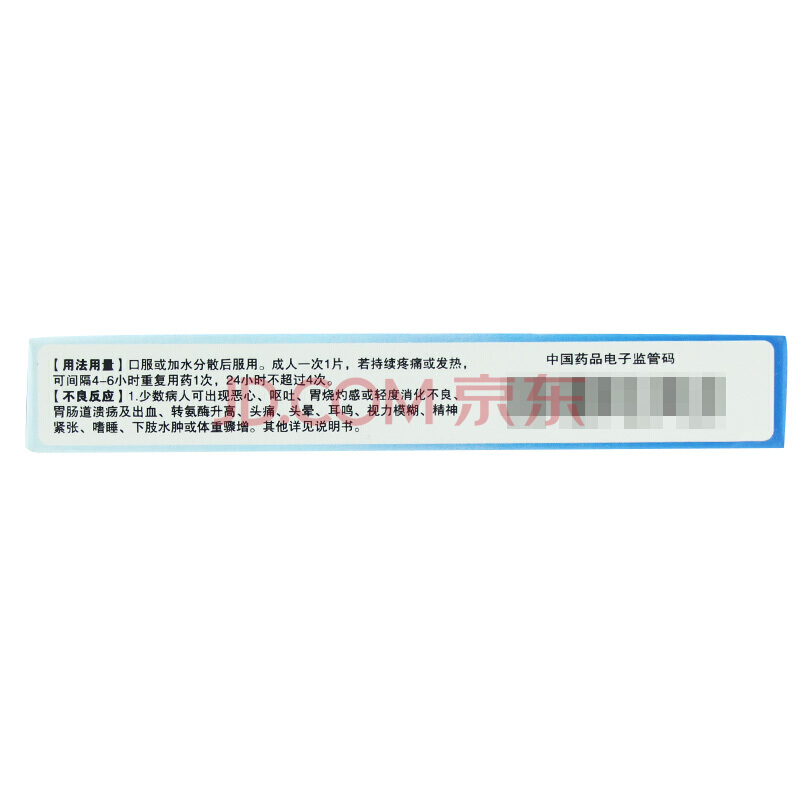 【用法用量】口服或加水分散后服用。成人一次1片，若持续疼痛或发热，
可间隔4-6小时重复用药1次，24小时不超过4次。
【不良反应】1.少数病人可出现恶心、呕吐、胃烧灼感或轻度消化不良、
胃肠道溃疡及出血、转氨酶升高、头痛、头晕、耳鸣、视力模糊、精神
紧张、嗜睡、下肢水肿或体重骤增。其他详见说明书。
中国药品电子监管码
JD.COM 京东